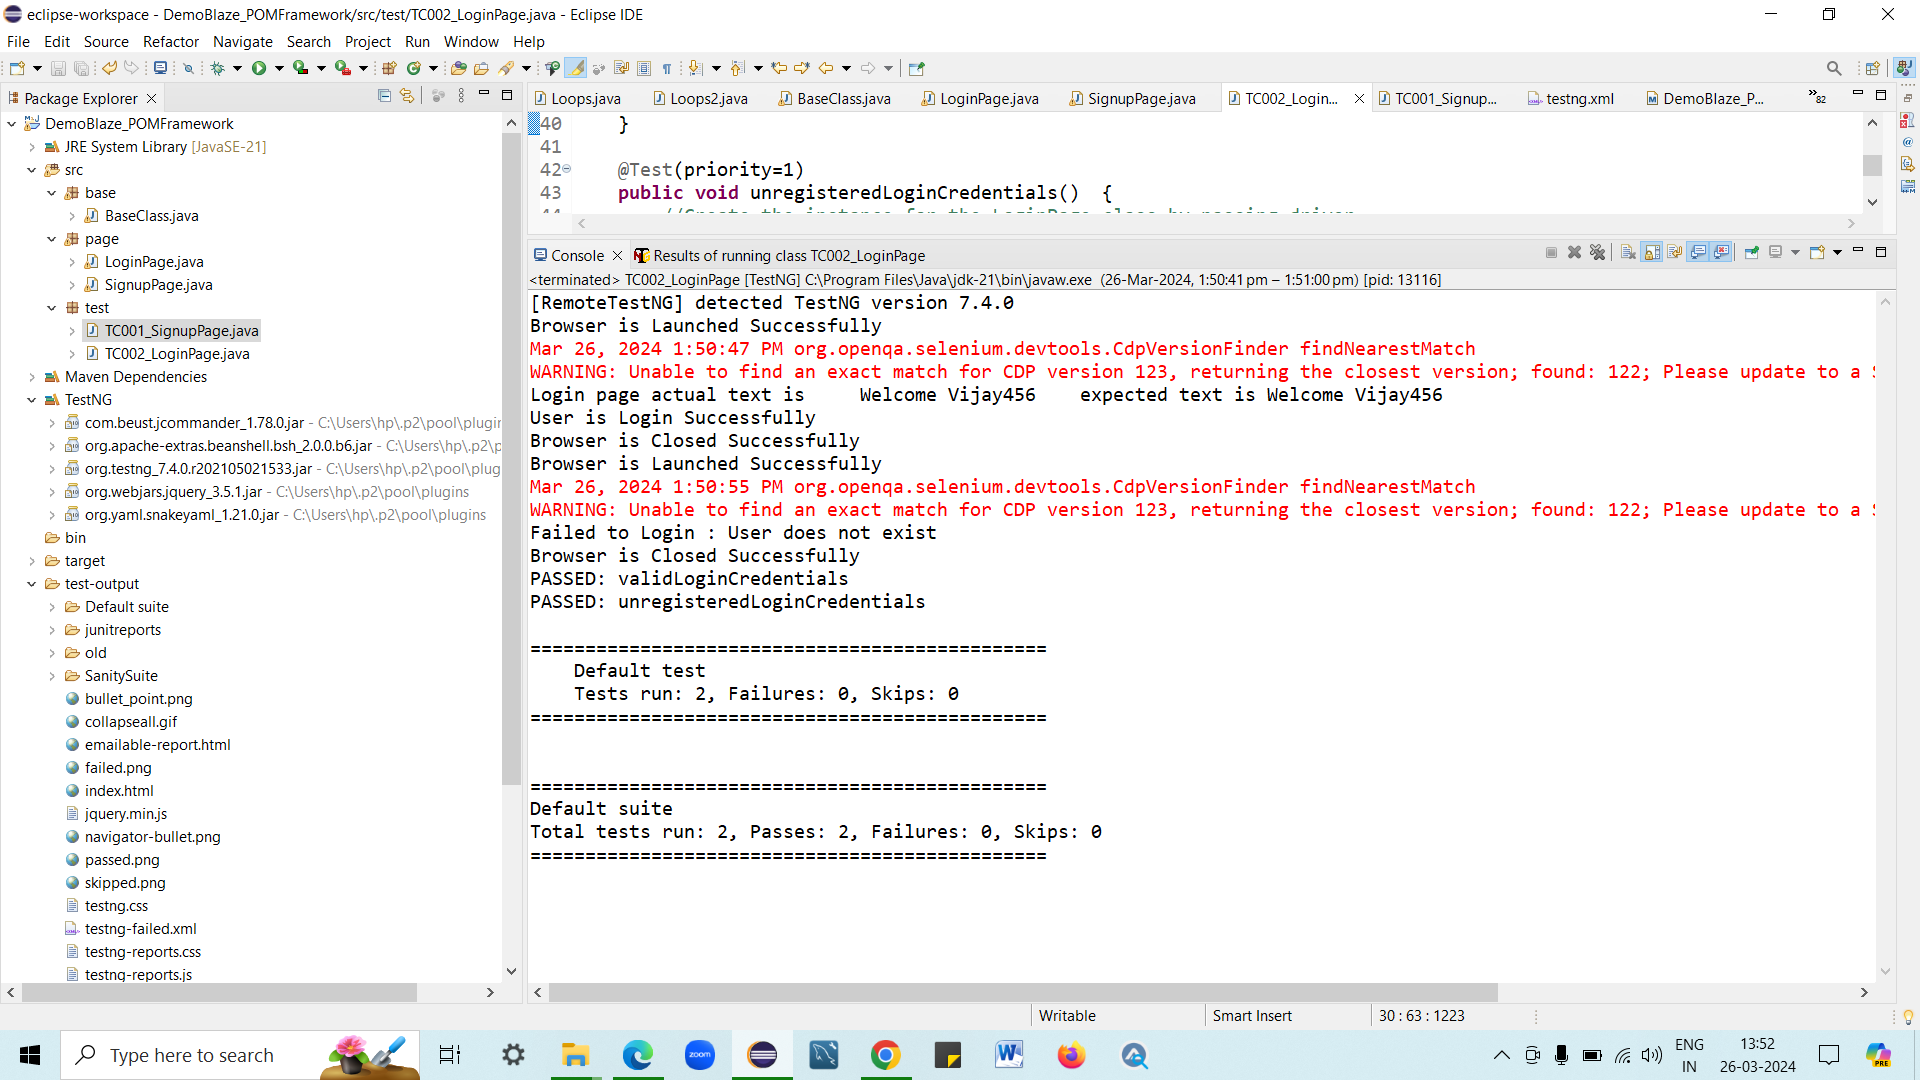 eclipse-workspace - DemoBlaze_POMFramework/src/test/TC002_LoginPage.java - Eclipse IDE
File Edit Source Refactor Navigate Search Project Run Window Help
Package Explorer
DemoBlaze_POMFramework
JRE System Library [JavaSE-21]
src
base
BaseClass.java
page
LoginPage.java
SignupPage.java
test
TC001_SignupPage.java
TC002_LoginPage.java
Maven Dependencies
TestNG
com.beust.jcommander_1.78.0.jar - C:\Users\hp\.p2\pool\plugir
org.apache-extras.beanshell.bsh_2.0.0.b6.jar - C:\Users\hp\.p2\p
org.testng_7.4.0.r202105021533.jar - C:\Users\hp\.p2\pool\plug
org.webjars.jquery_3.5.1.jar - C:\Users\hp\.p2\pool\plugins
org.yaml.snakeyaml_1.21.0.jar - C:\Users\hp\.p2\pool\plugins
bin
target
test-output
Default suite
junitreports
old
SanitySuite
bullet_point.png
collapseall.gif
emailable-report.html
failed.png
index.html
jquery.min.js
navigator-bullet.png
passed.png
skipped.png
testng.css
testng-failed.xml
testng-reports.css
testng-reports.js
Loops.java Loops2.java BaseClass.java LoginPage.java SignupPage.java TC002_Login... TC001_Signup... testng.xml DemoBlaze_P... »82
40 }
41
42 @Test(priority=1)
43 public void unregisteredLoginCredentials() {
44 //Create the instance for the LoginPage class by passing driver
Console Results of running class TC002_LoginPage
<terminated> TC002_LoginPage [TestNG] C:\Program Files\Java\jdk-21\bin\javaw.exe (26-Mar-2024, 1:50:41 pm – 1:51:00 pm) [pid: 13116]
[RemoteTestNG] detected TestNG version 7.4.0
Browser is Launched Successfully
Mar 26, 2024 1:50:47 PM org.openqa.selenium.devtools.CdpVersionFinder findNearestMatch
WARNING: Unable to find an exact match for CDP version 123, returning the closest version; found: 122; Please update to a S
Login page actual text is Welcome Vijay456 expected text is Welcome Vijay456
User is Login Successfully
Browser is Closed Successfully
Browser is Launched Successfully
Mar 26, 2024 1:50:55 PM org.openqa.selenium.devtools.CdpVersionFinder findNearestMatch
WARNING: Unable to find an exact match for CDP version 123, returning the closest version; found: 122; Please update to a S
Failed to Login : User does not exist
Browser is Closed Successfully
PASSED: validLoginCredentials
PASSED: unregisteredLoginCredentials
===============================================
Default test
Tests run: 2, Failures: 0, Skips: 0
===============================================
===============================================
Default suite
Total tests run: 2, Passes: 2, Failures: 0, Skips: 0
===============================================
Writable Smart Insert 30 : 63 : 1223
Type here to search
zoom
ENG
IN
13:52
26-03-2024
PRE